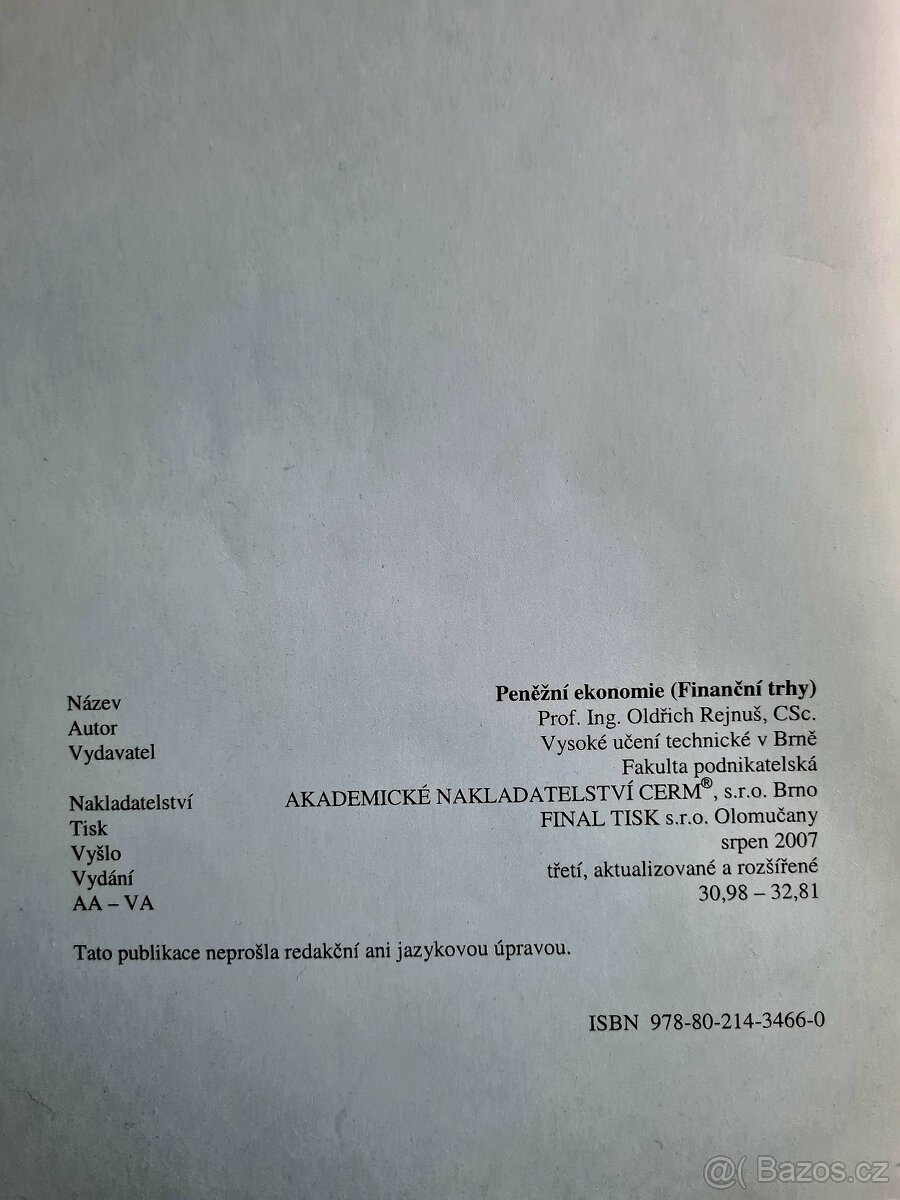 Název Peněžní ekonomie (Finanční trhy)
Autor Prof. Ing. Oldřich Rejnuš, CSc.
Vydavatel Vysoké učení technické v Brně
Fakulta podnikatelská
Nakladatelství AKADEMICKÉ NAKLADATELSTVÍ CERM®, s.r.o. Brno
Tisk FINAL TISK s.r.o. Olomučany
Vyšlo srpen 2007
Vydání třetí, aktualizované a rozšířené
AA – VA 30,98 – 32,81
Tato publikace neprošla redakční ani jazykovou úpravou.
ISBN 978-80-214-3466-0
@( Bazos.cz